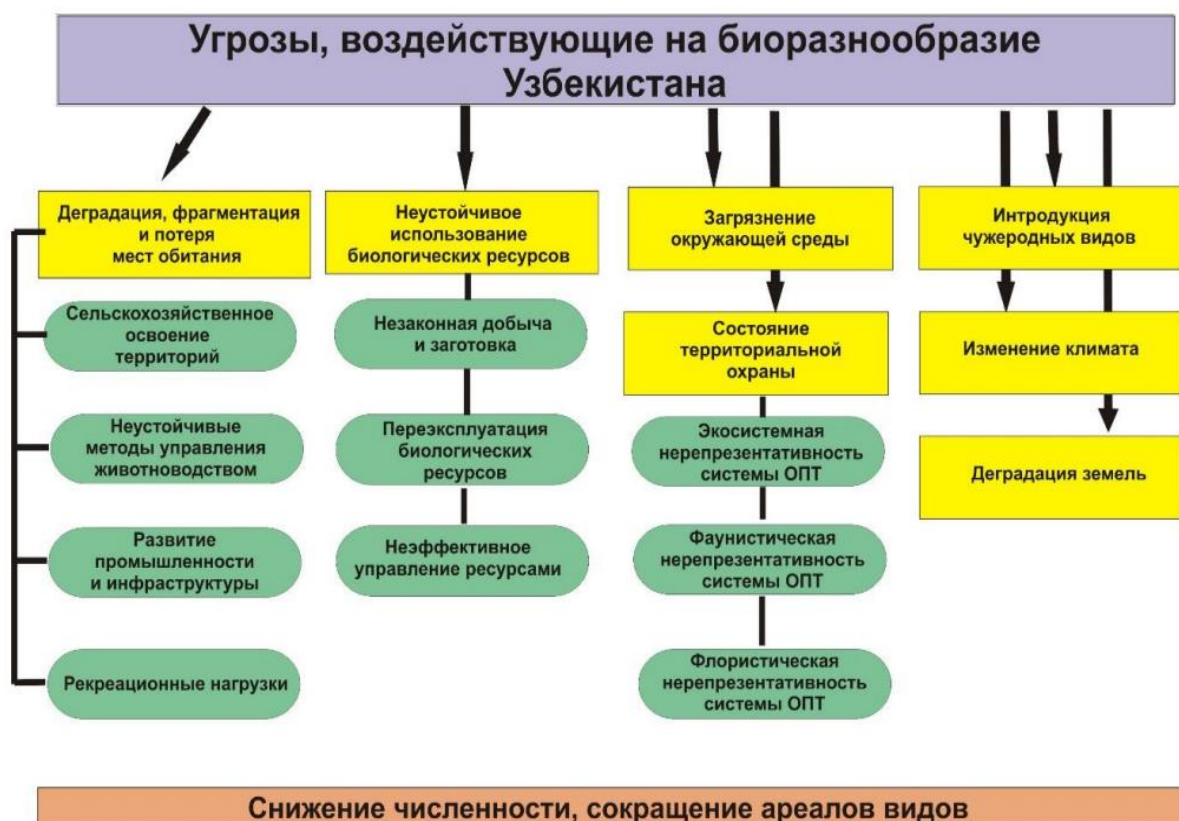 Угрозы, воздействующие на биоразнообразие
Узбекистана
Деградация, фрагментация
и потеря
мест обитания
Сельскохозяйственное
освоение
территорий
Неустойчивые
методы управления
животноводством
Развитие
промышленности
и инфраструктуры
Рекреационные нагрузки
Неустойчивое
использование
биологических ресурсов
Незаконная добыча
и заготовка
Переэксплуатация
биологических
ресурсов
Неэффективное
управление ресурсами
Загрязнение
окружающей среды
Состояние
территориальной
охраны
Экосистемная
нерепрезентативность
системы ОПТ
Фаунистическая
нерепрезентативность
системы ОПТ
Флористическая
нерепрезентативность
системы ОПТ
Интродукция
чужеродных видов
Изменение климата
Деградация земель
Снижение численности, сокращение ареалов видов